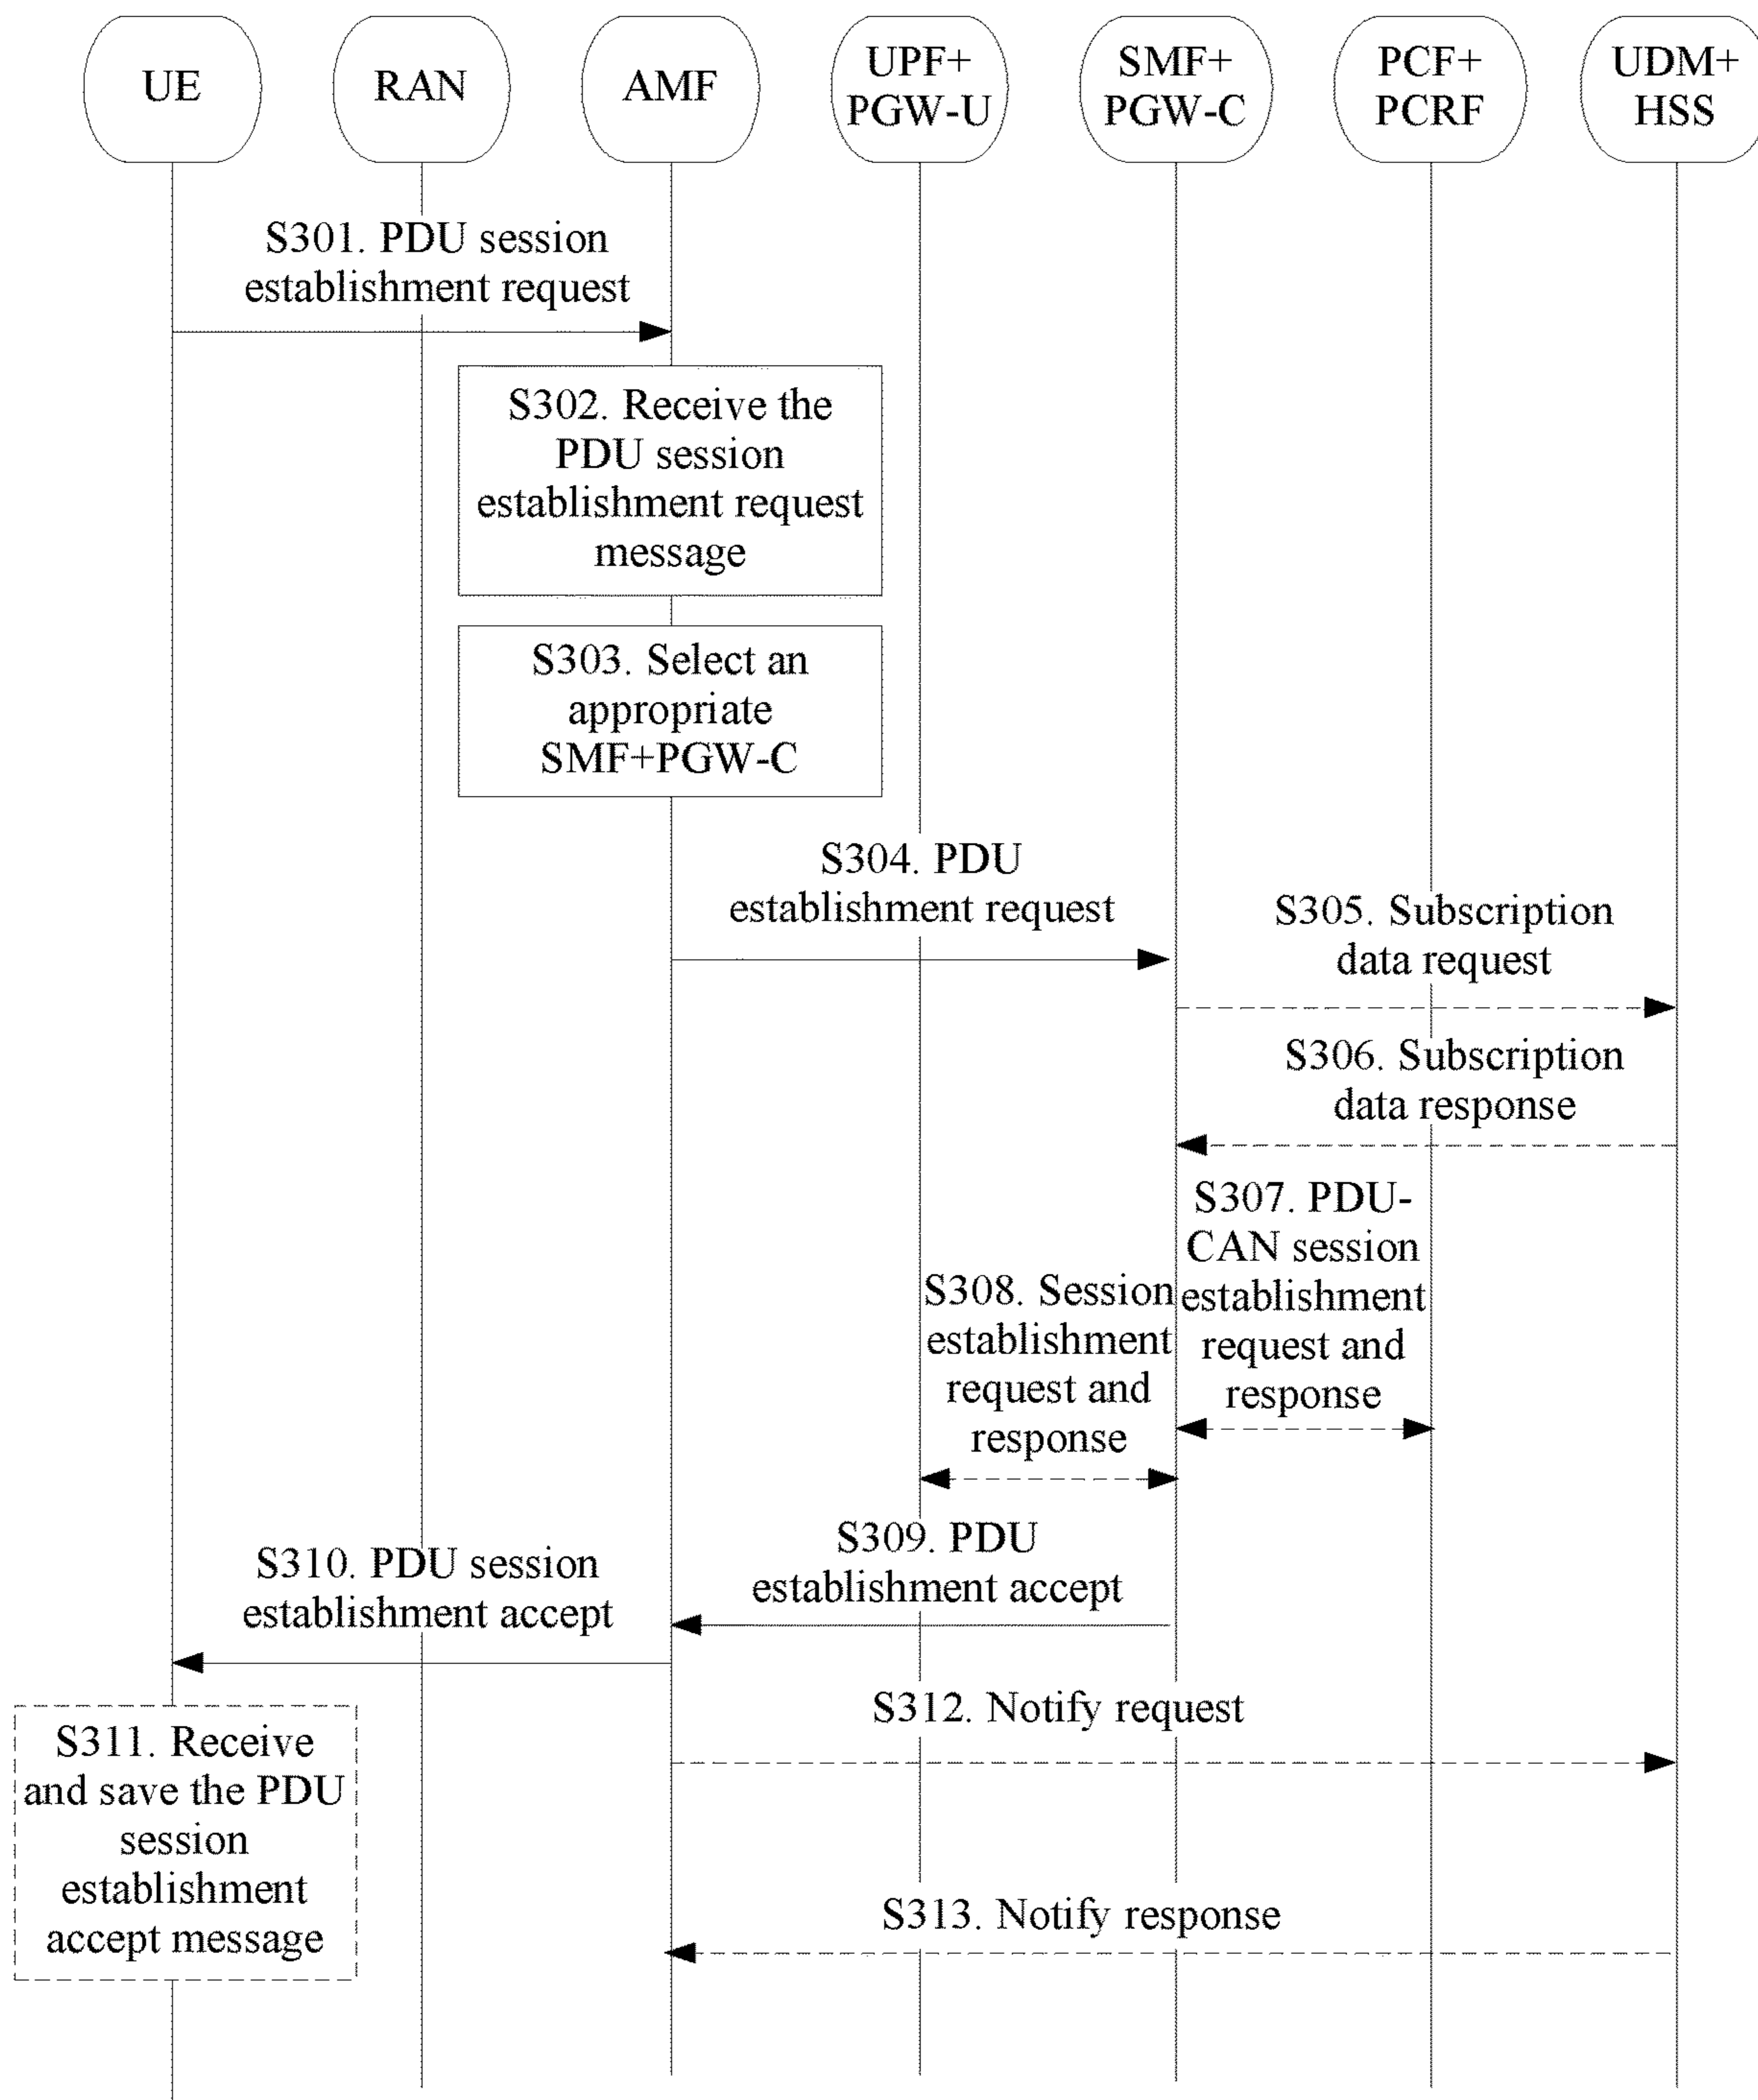 UE
RAN
AMF
UPF+
PGW-U
SMF+
PGW-C
PCF+
PCRF
UDM+
HSS
S301. PDU session
establishment request
S302. Receive the
PDU session
establishment request
message
S303. Select an
appropriate
SMF+PGW-C
S304. PDU
establishment request
S305. Subscription
data request
S306. Subscription
data response
S307. PDU-
CAN session
establishment
request and
response
S308. Session
establishment
request and
response
S309. PDU
establishment accept
S310. PDU session
establishment accept
S311. Receive
and save the PDU
session
establishment
accept message
S312. Notify request
S313. Notify response